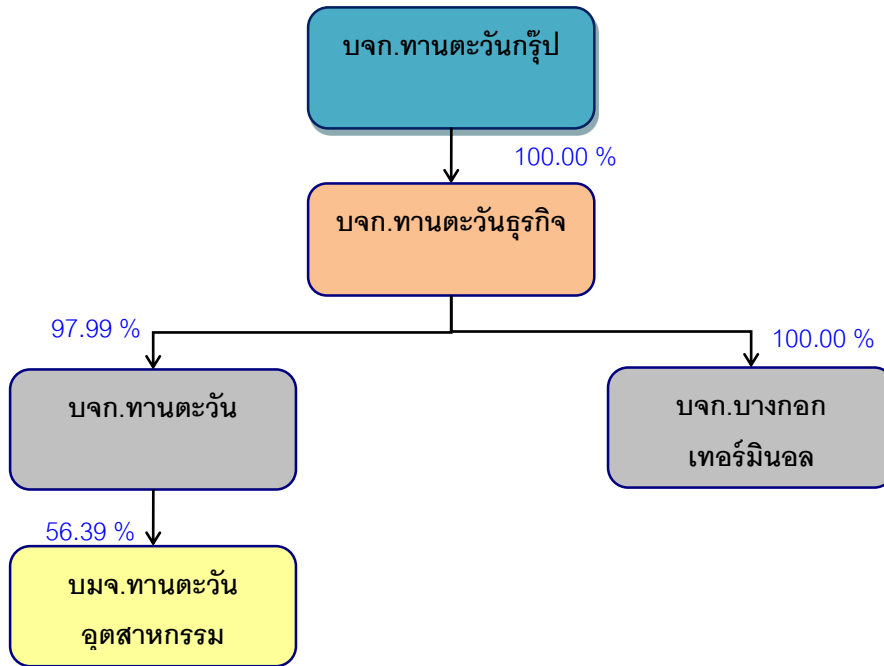 บจก.ทานตะวันกรุ๊ป
100.00 %
บจก.ทานตะวันธุรกิจ
97.99 %
100.00 %
บจก.ทานตะวัน
บจก.บางกอก
เทอร์มินอล
56.39 %
บมจ.ทานตะวัน
อุตสาหกรรม